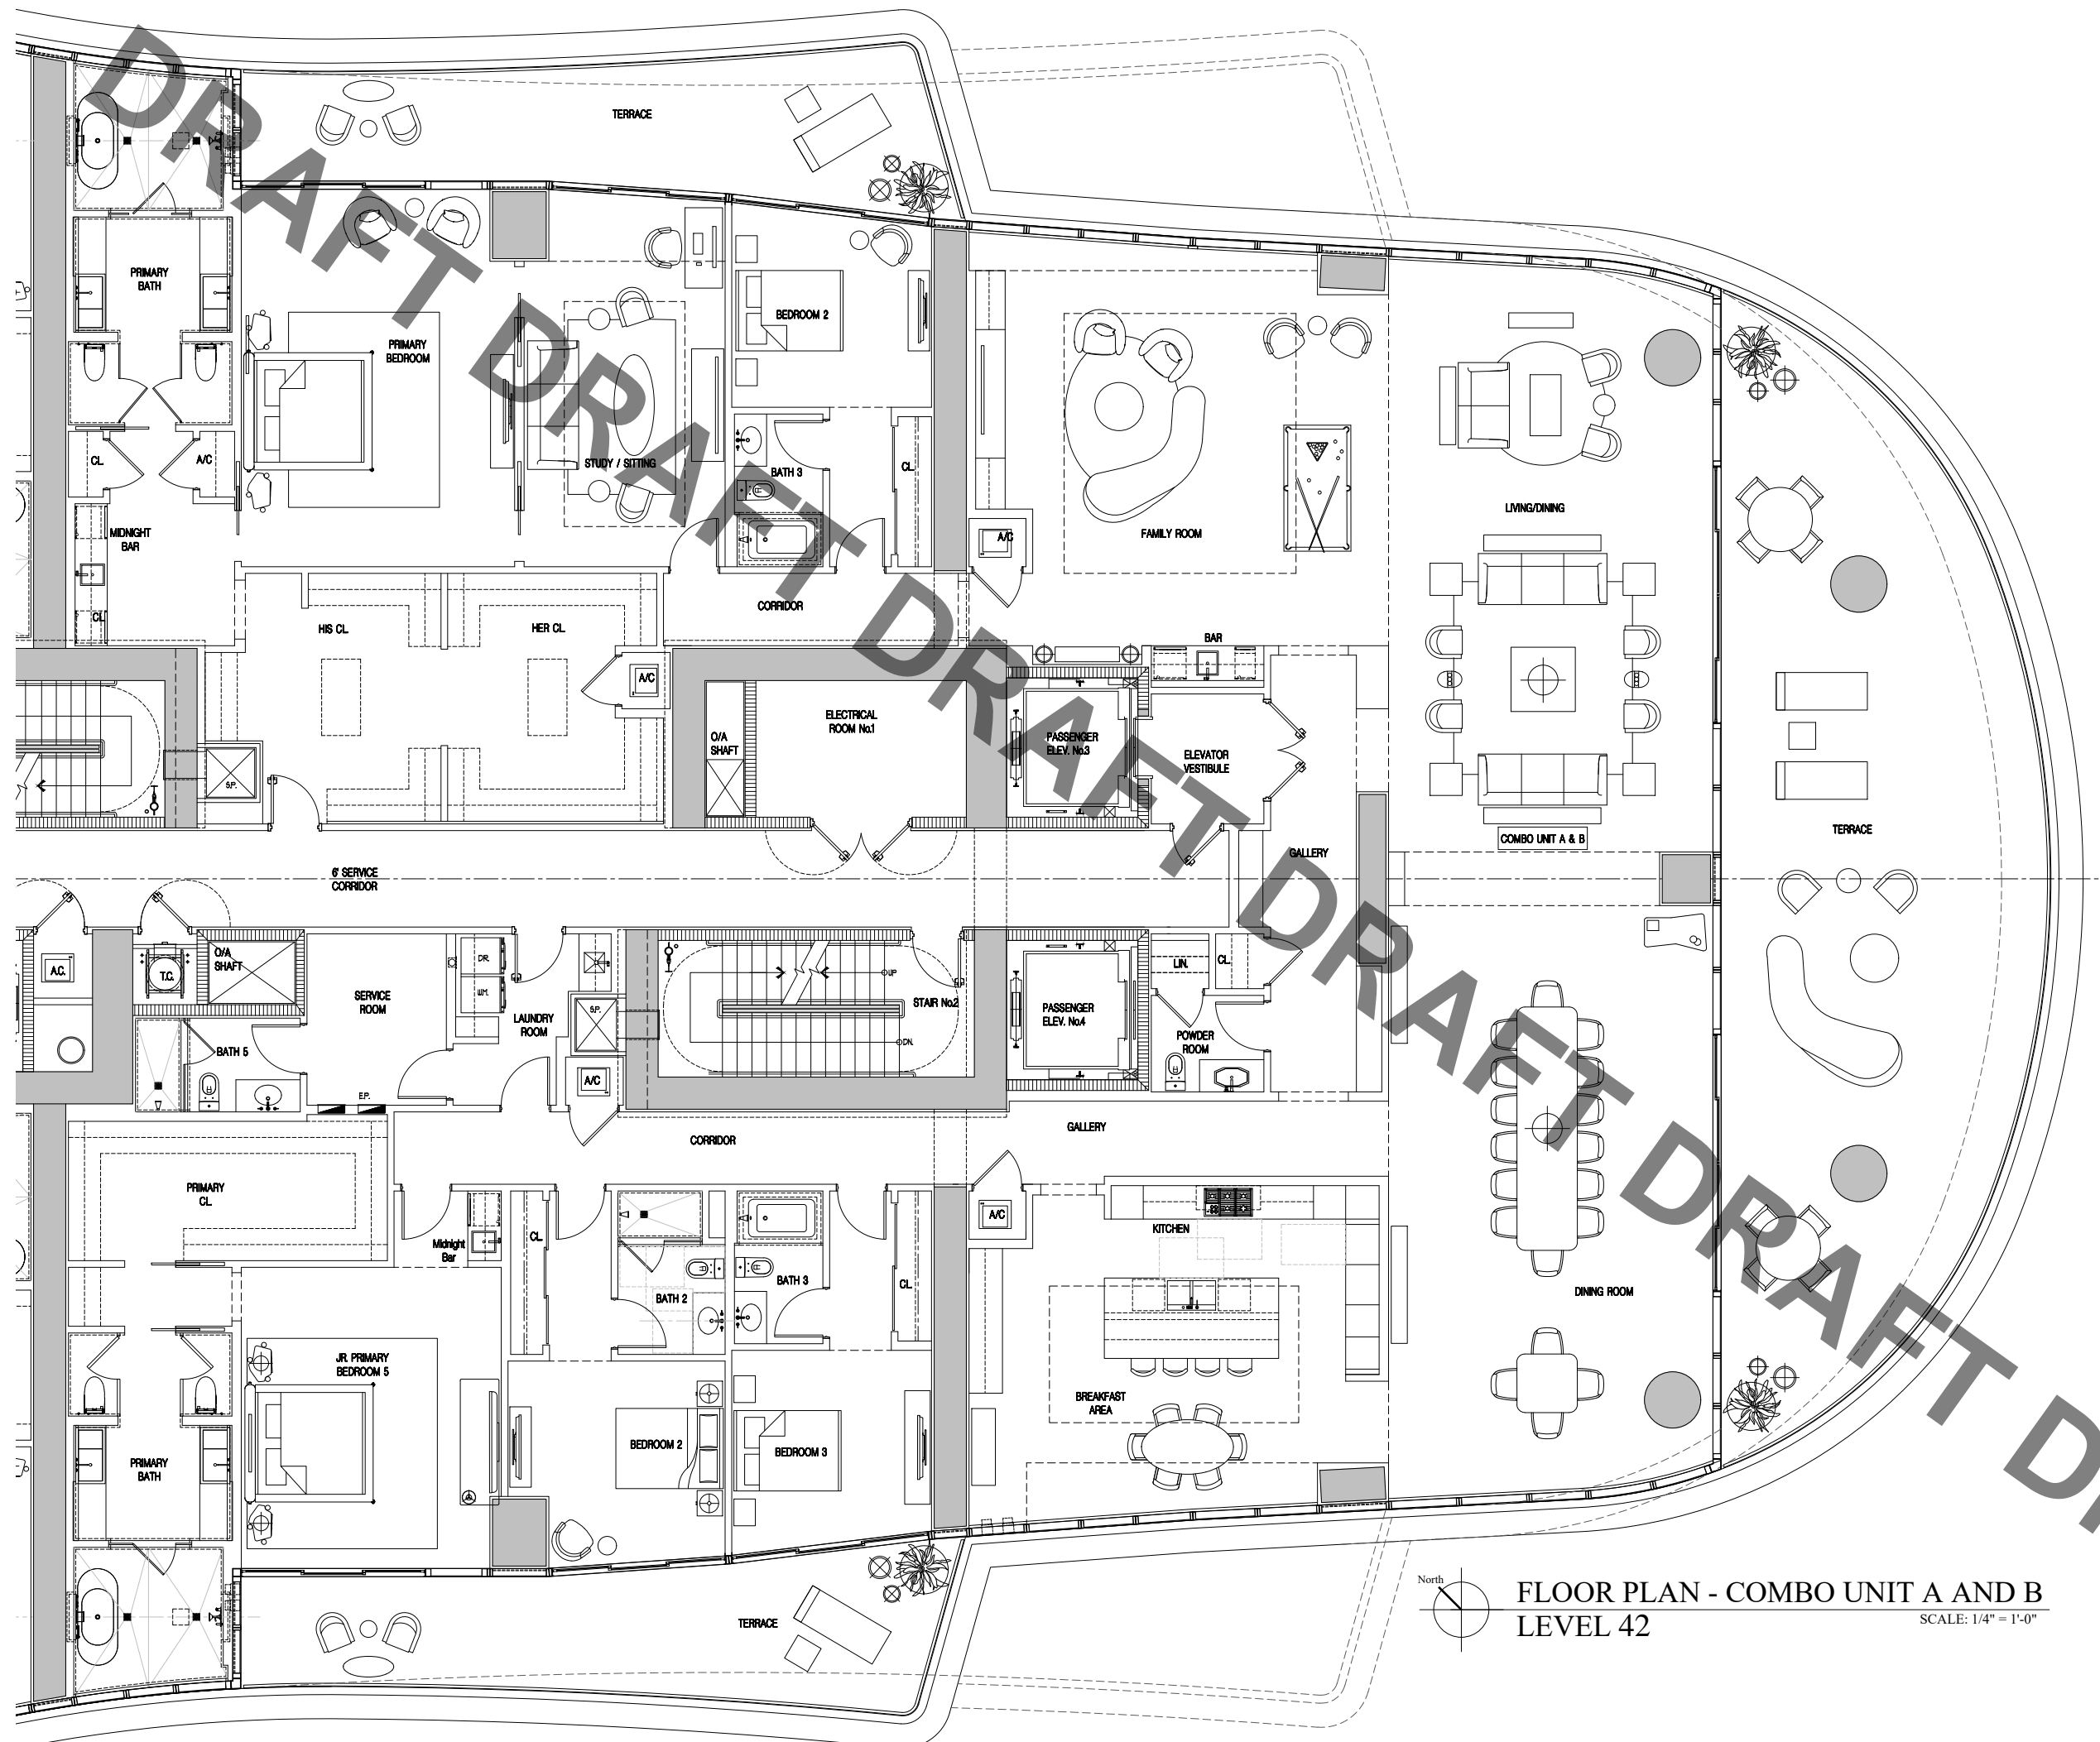 DRAFT DRAFT DRAFT DRAFT DRAFT DR
TERRACE
PRIMARY
BATH
PRIMARY
BEDROOM
BEDROOM 2
STUDY / SITTING
CL.
A/C
BATH 3
CL.
MIDNIGHT
BAR
CL.
A/C
FAMILY ROOM
LIVING/DINING
HIS CL.
HER CL.
CORRIDOR
BAR
A/C
O/A
SHAFT
ELECTRICAL
ROOM No.1
PASSENGER
ELEV. No.3
ELEVATOR
VESTIBULE
S.P.
COMBO UNIT A & B
TERRACE
GALLERY
6' SERVICE
CORRIDOR
A.C.
T.C.
O/A
SHAFT
SERVICE
ROOM
DR.
W.M.
LAUNDRY
ROOM
S.P.
UP
STAIR No.2
DN.
PASSENGER
ELEV. No.4
LIN.
CL.
POWDER
ROOM
BATH 5
A/C
E.P.
CORRIDOR
GALLERY
PRIMARY
CL.
Midnight
Bar
CL.
BATH 2
BATH 3
CL.
A/C
KITCHEN
DINING ROOM
JR. PRIMARY
BEDROOM 5
BREAKFAST
AREA
PRIMARY
BATH
BEDROOM 2
BEDROOM 3
TERRACE
North
FLOOR PLAN - COMBO UNIT A AND B
LEVEL 42
SCALE: 1/4" = 1'-0"